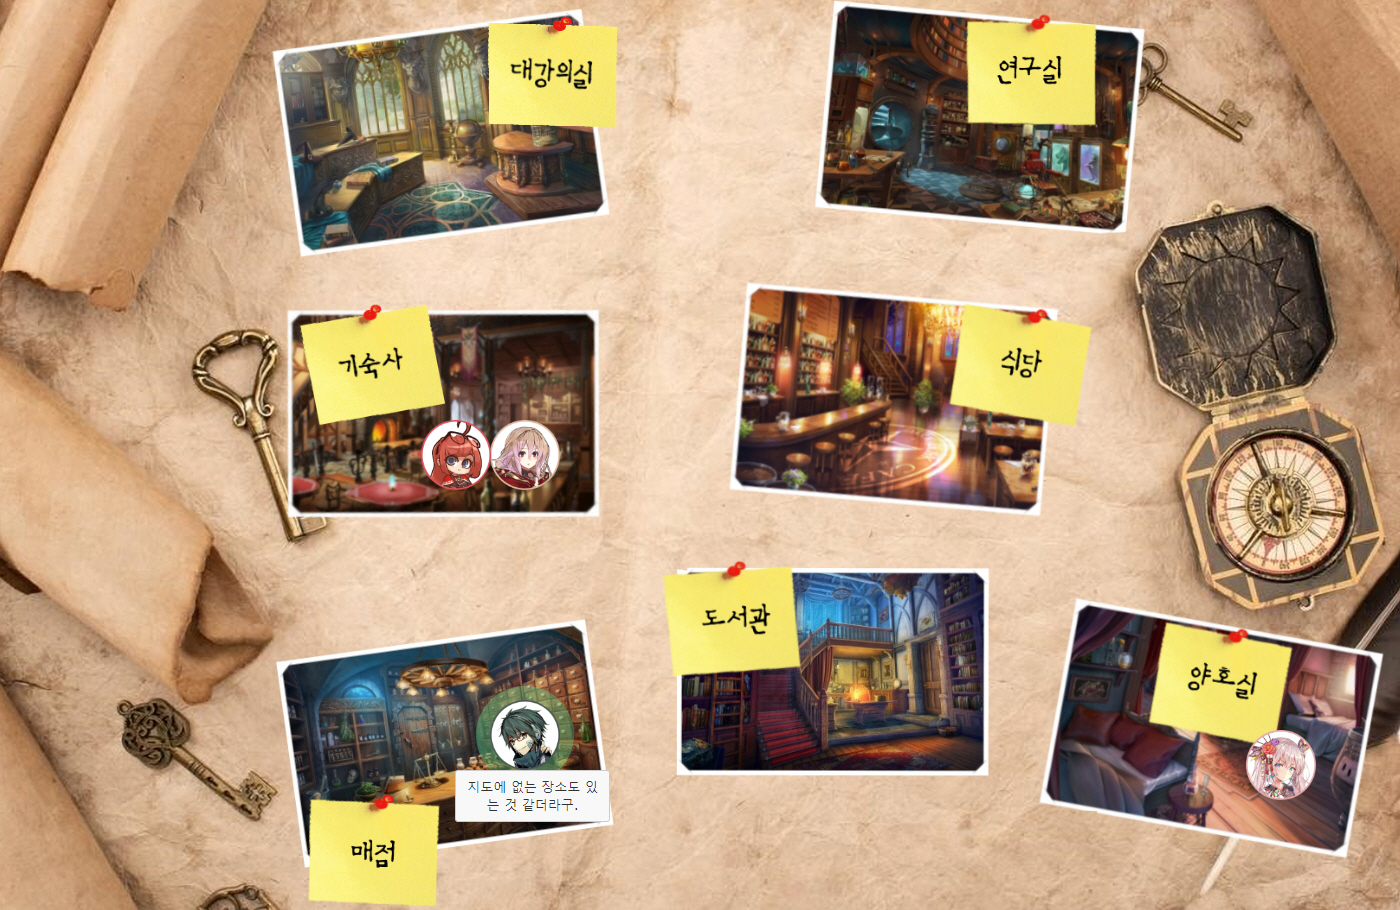 대강의실
연구실
기숙사
식당
도서관
양호실
지도에 없는 장소도 있
는 것 같더라구.
매점